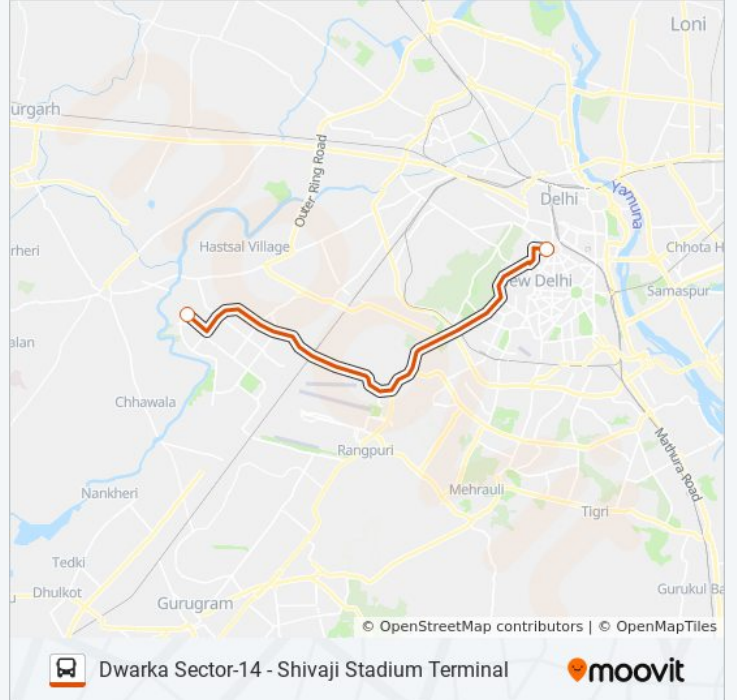 Loni
urgarh
Outer Ring Road
Yamuna
Delhi
Hastsal Village
Chhota H
rheri
ew Delhi
Samaspur
alan
Chhawala
Rangpuri
Mathura Road
Nankheri
Mehrauli
Tigri
Tedki
Dhulkot
Gurukul Ba
u
Gurugram
© OpenStreetMap contributors | © OpenMapTiles
Dwarka Sector-14 - Shivaji Stadium Terminal
moovit